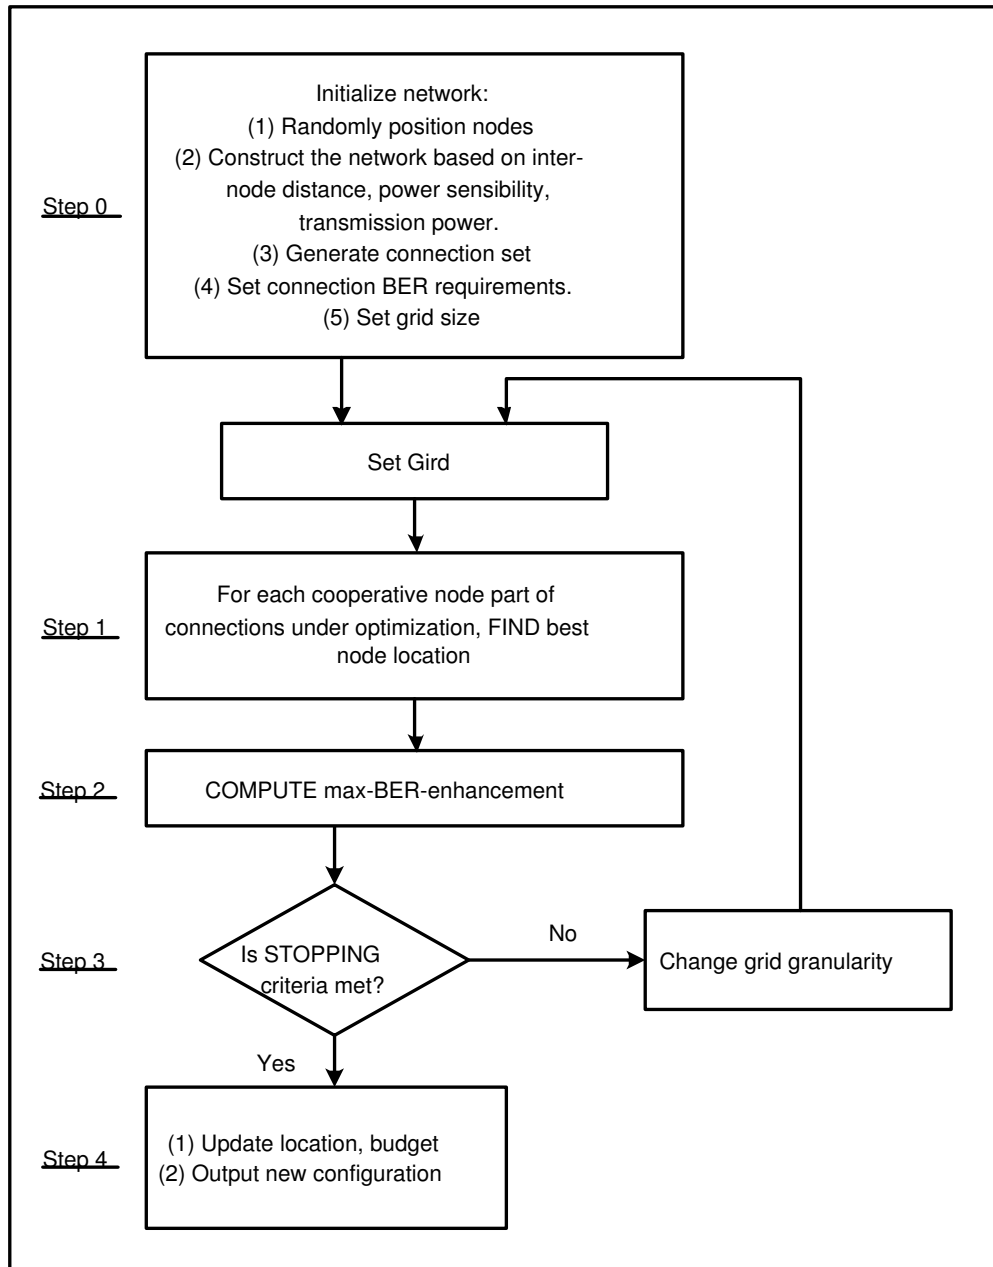 Initialize network:
(1) Randomly position nodes
(2) Construct the network based on inter-
node distance, power sensibility,
transmission power.
(3) Generate connection set
(4) Set connection BER requirements.
(5) Set grid size
Step 0
Set Gird
For each cooperative node part of
connections under optimization, FIND best
node location
Step 1
COMPUTE max-BER-enhancement
Step 2
Is STOPPING
criteria met?
Step 3
No
Change grid granularity
Yes
(1) Update location, budget
(2) Output new configuration
Step 4